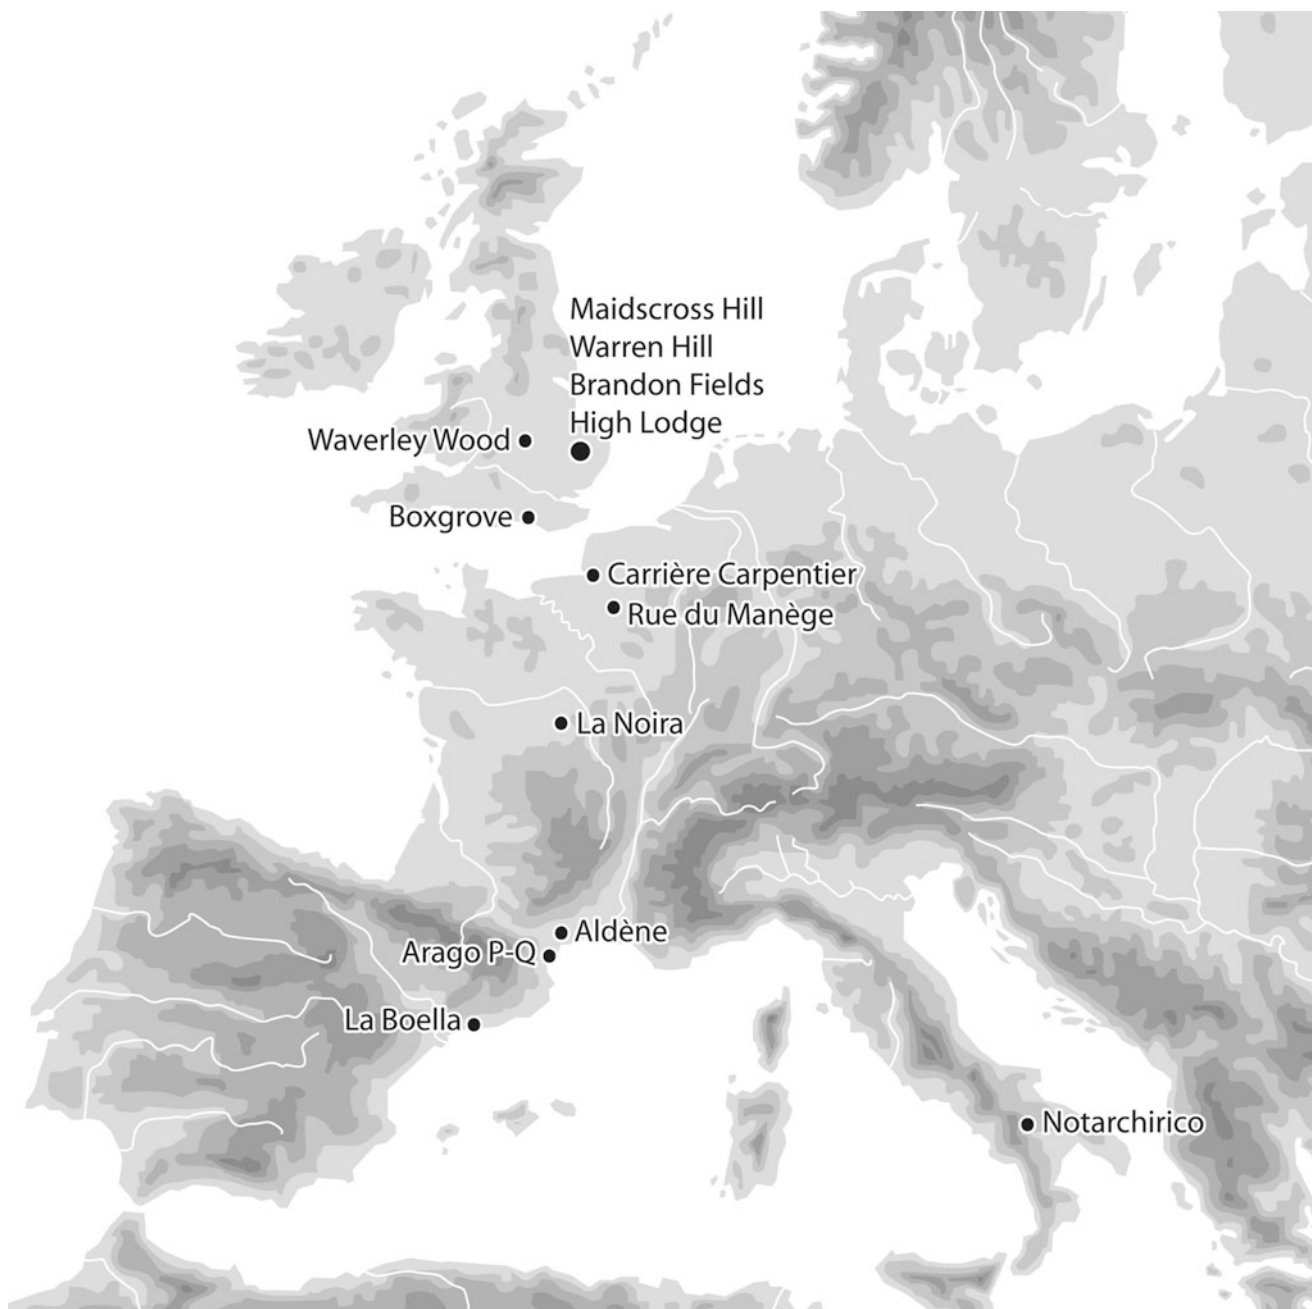 Maidscross Hill
Warren Hill
Brandon Fields
High Lodge
Waverley Wood
Boxgrove
Carrière Carpentier
Rue du Manège
La Noira
Aldène
Arago P-Q
La Boella
Notarchirico